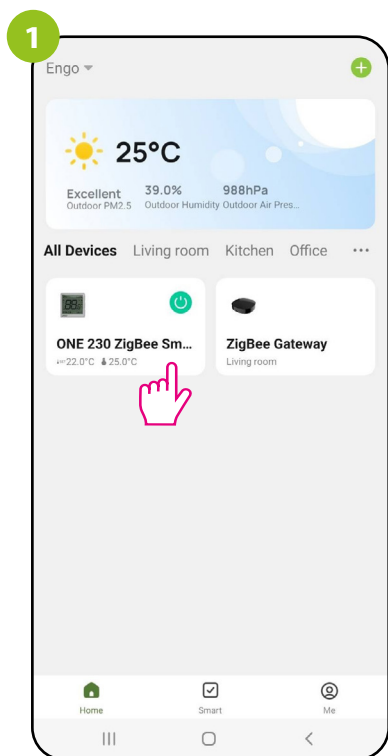 1
Engo
25°C
Excellent 39.0% 988hPa
Outdoor PM2.5 Outdoor Humidity Outdoor Air Pres...
All Devices Living room Kitchen Office ...
ONE 230 ZigBee Sm... ZigBee Gateway
22.0°C 25.0°C Living room
Home Smart Me